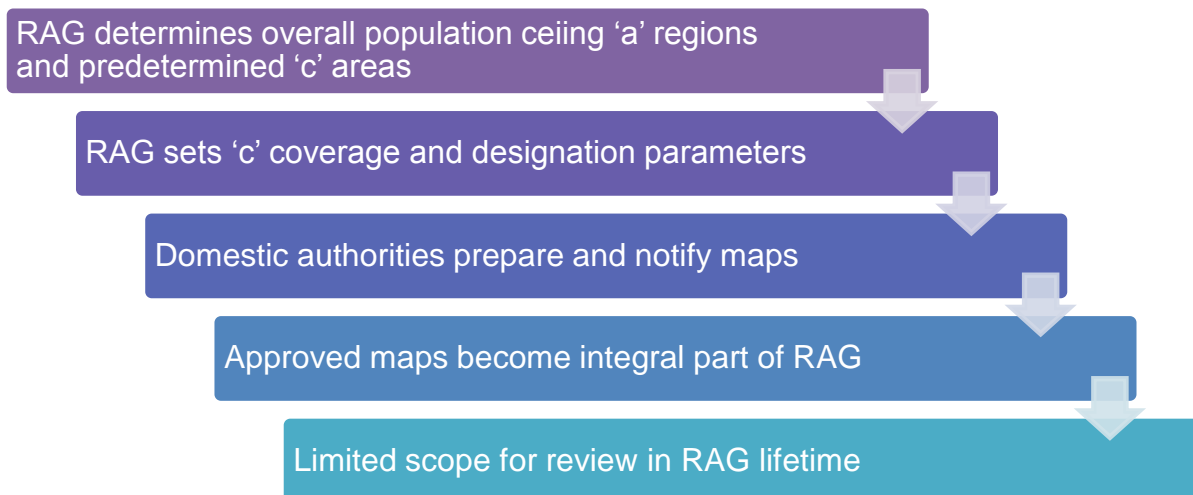 RAG determines overall population ceiing ‘a’ regions
and predetermined ‘c’ areas
RAG sets ‘c’ coverage and designation parameters
Domestic authorities prepare and notify maps
Approved maps become integral part of RAG
Limited scope for review in RAG lifetime